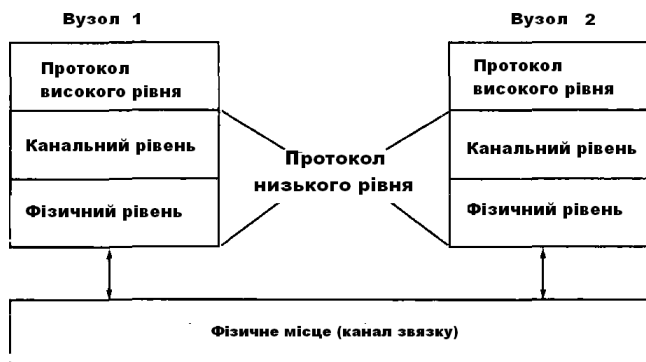 Вузол 1
Вузол 2
Протокол
високого рівня
Канальний рівень
Фізичний рівень
Протокол
низького рівня
Протокол
високого рівня
Канальний рівень
Фізичний рівень
Фізичне місце (канал звязку)